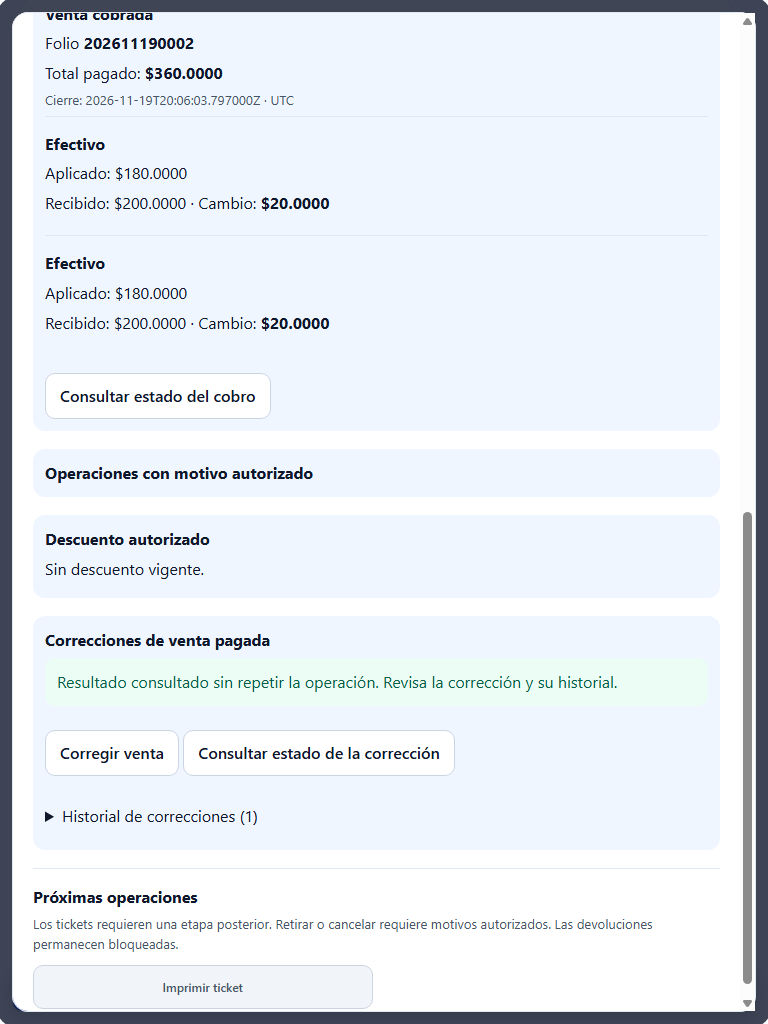 Venta cobrada
Folio 202611190002
Total pagado: $360.0000
Cierre: 2026-11-19T20:06:03.797000Z · UTC
Efectivo
Aplicado: $180.0000
Recibido: $200.0000 · Cambio: $20.0000
Efectivo
Aplicado: $180.0000
Recibido: $200.0000 · Cambio: $20.0000
Consultar estado del cobro
Operaciones con motivo autorizado
Descuento autorizado
Sin descuento vigente.
Correcciones de venta pagada
Resultado consultado sin repetir la operación. Revisa la corrección y su historial.
Corregir venta
Consultar estado de la corrección
Historial de correcciones (1)
Próximas operaciones
Los tickets requieren una etapa posterior. Retirar o cancelar requiere motivos autorizados. Las devoluciones
permanecen bloqueadas.
Imprimir ticket